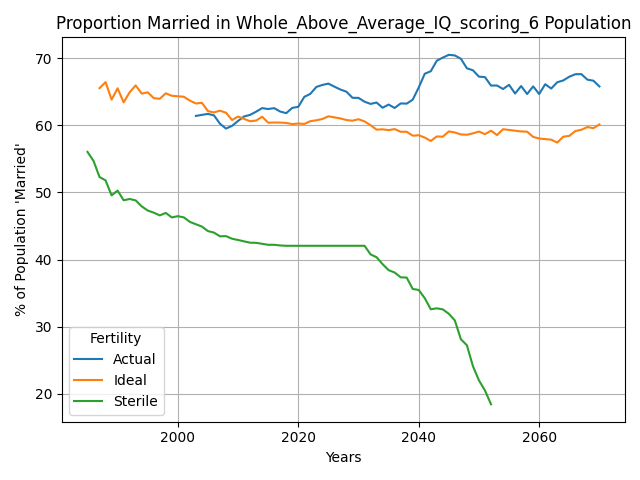 Proportion Married in Whole_Above_Average_IQ_scoring_6 Population
% of Population 'Married'
70
60
50
40
30
20
Fertility
Actual
Ideal
Sterile
2000 2020 2040 2060
Years